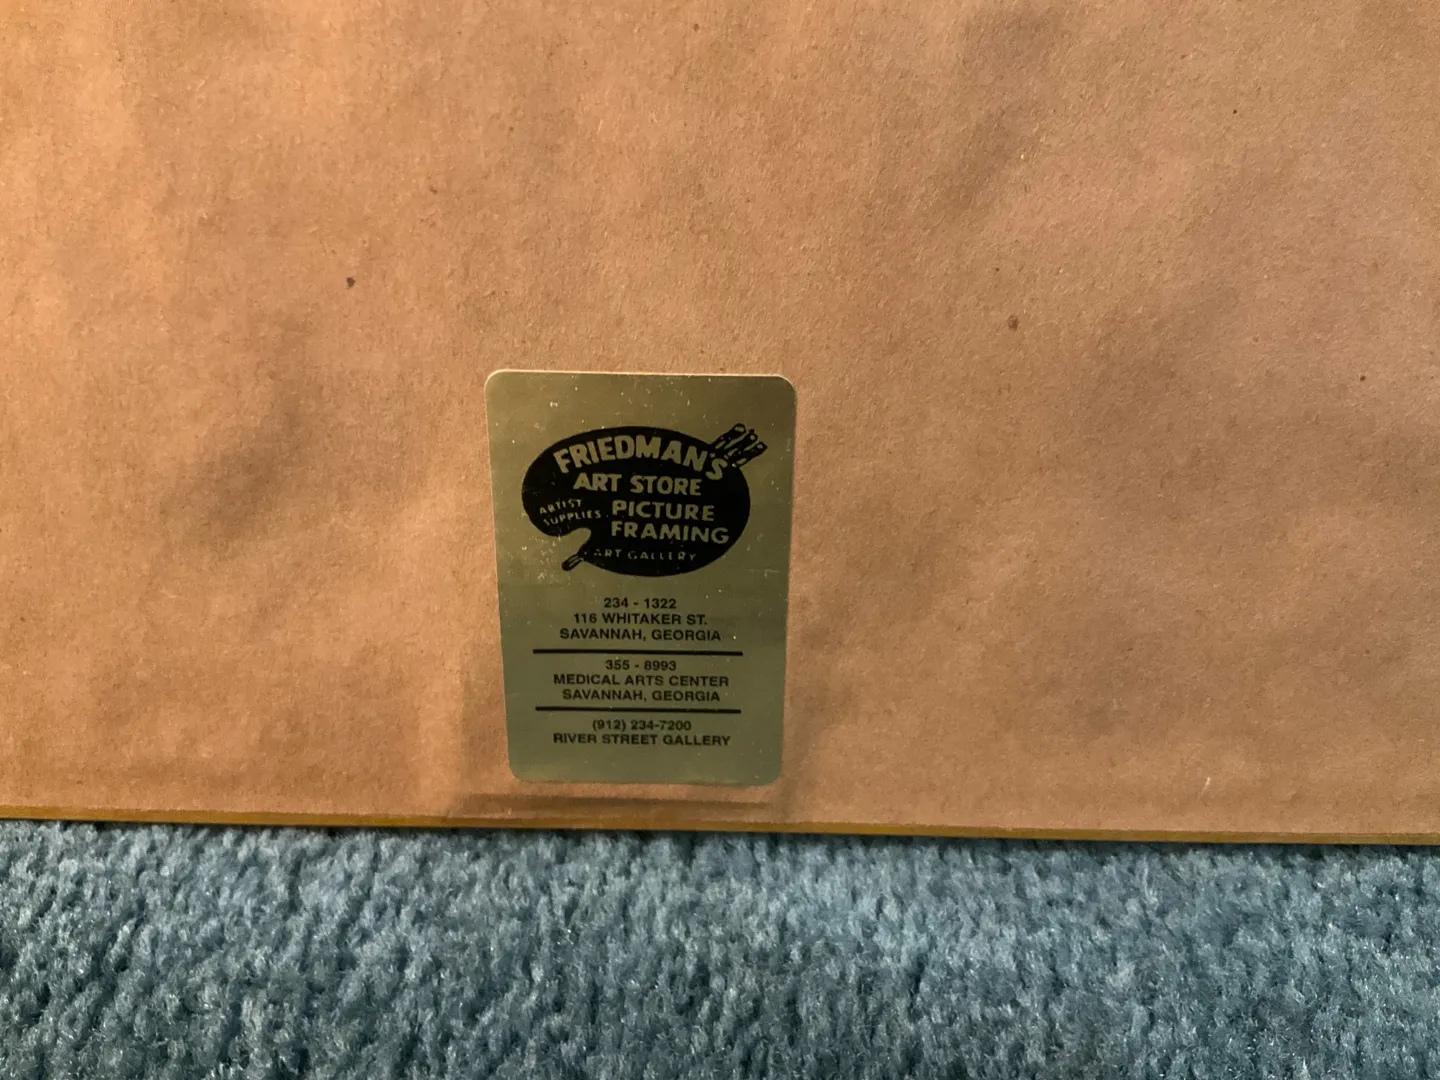 FRIEDMAN'S
ART STORE
ARTIST
SUPPLIES
PICTURE
FRAMING
ART GALLERY
234 - 1322
116 WHITAKER ST.
SAVANNAH, GEORGIA
355 - 8993
MEDICAL ARTS CENTER
SAVANNAH, GEORGIA
(912) 234-7200
RIVER STREET GALLERY